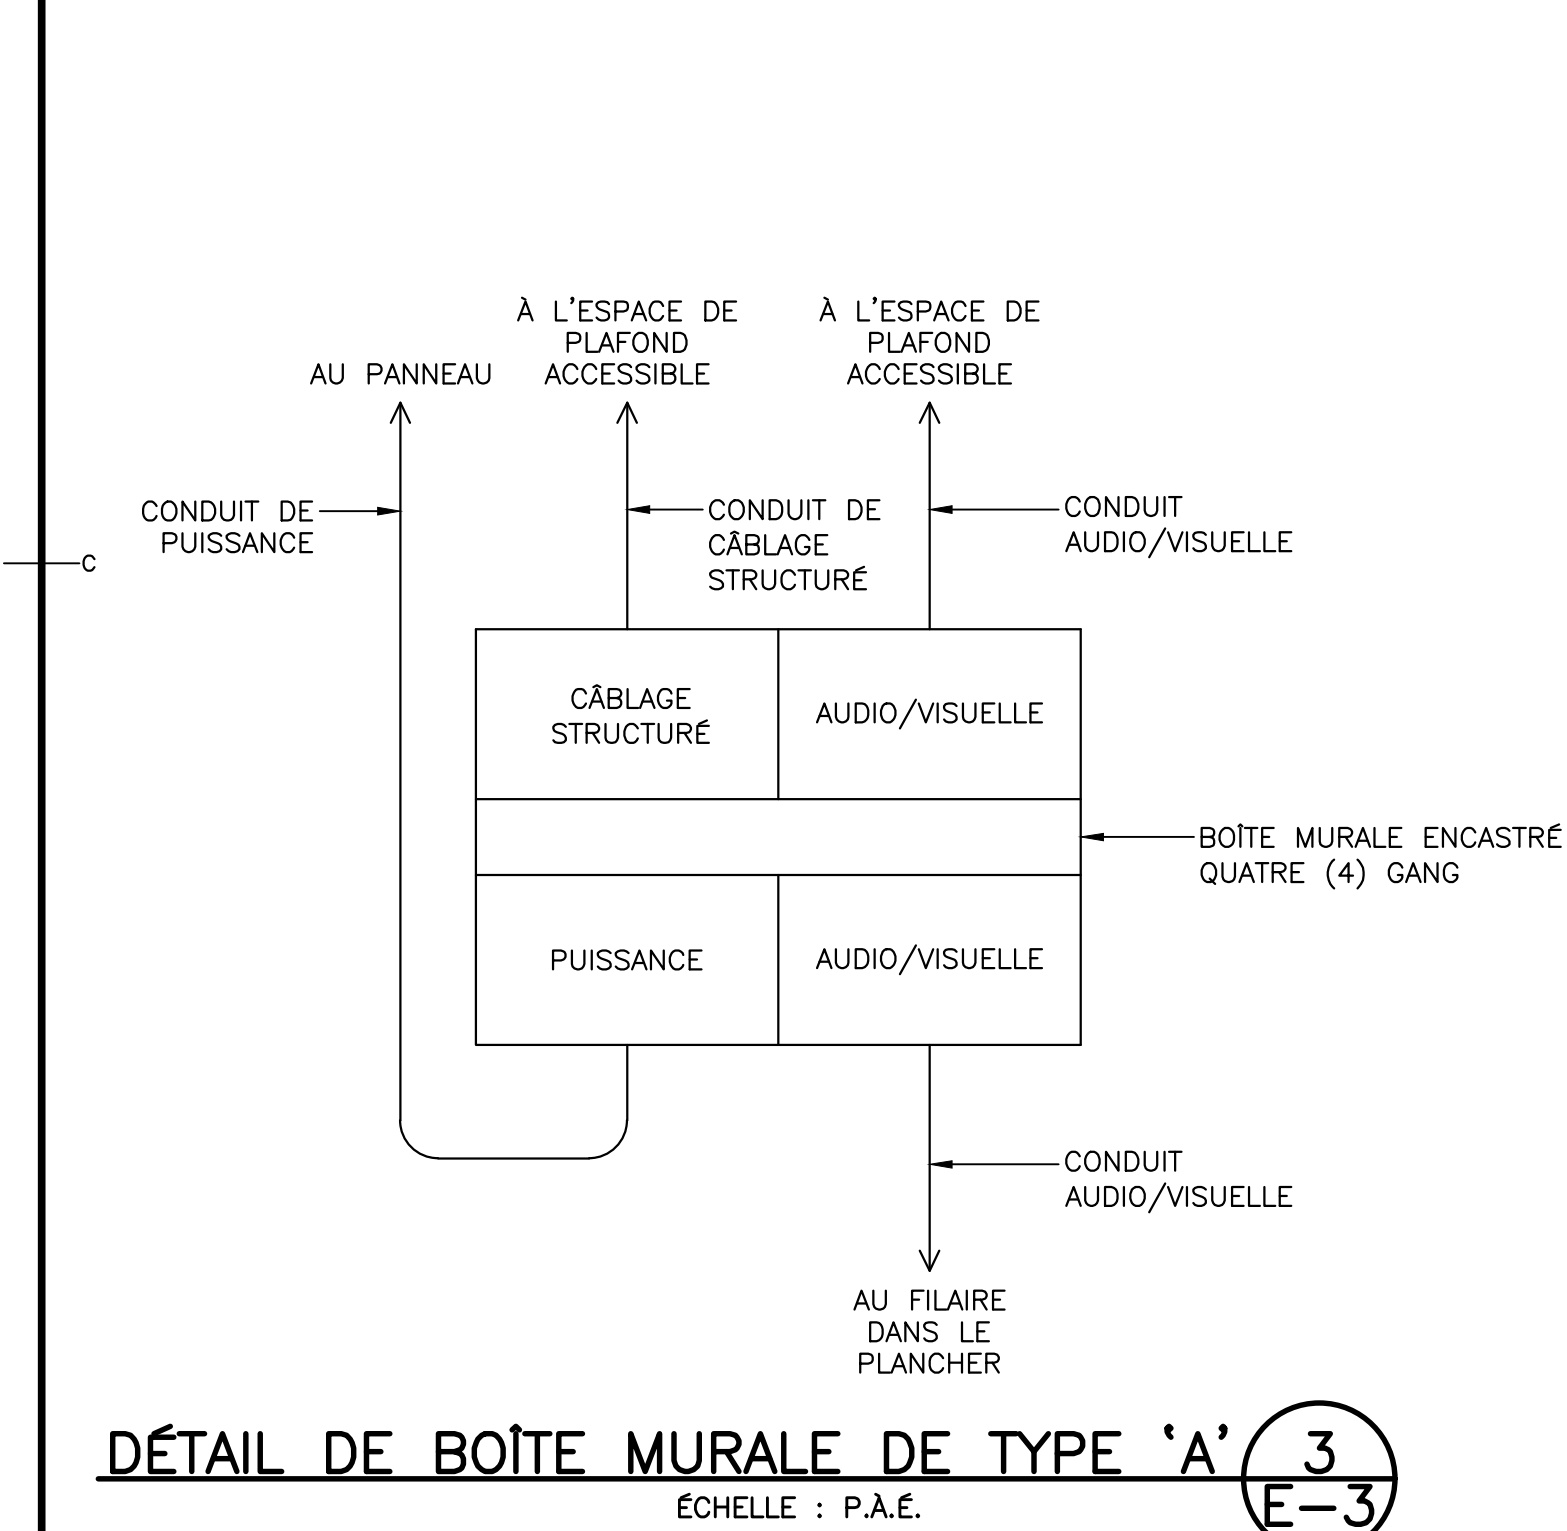 À L'ESPACE DE
PLAFOND
ACCESSIBLE
À L'ESPACE DE
PLAFOND
ACCESSIBLE
AU PANNEAU
CONDUIT DE
PUISSANCE
CONDUIT DE
CÂBLAGE
STRUCTURÉ
CONDUIT
AUDIO/VISUELLE
C
CÂBLAGE
STRUCTURÉ
AUDIO/VISUELLE
BOÎTE MURALE ENCASTRÉ
QUATRE (4) GANG
PUISSANCE
AUDIO/VISUELLE
CONDUIT
AUDIO/VISUELLE
AU FILAIRE
DANS LE
PLANCHER
DÉTAIL DE BOÎTE MURALE DE TYPE 'A'
3
E-3
ÉCHELLE : P.À.É.